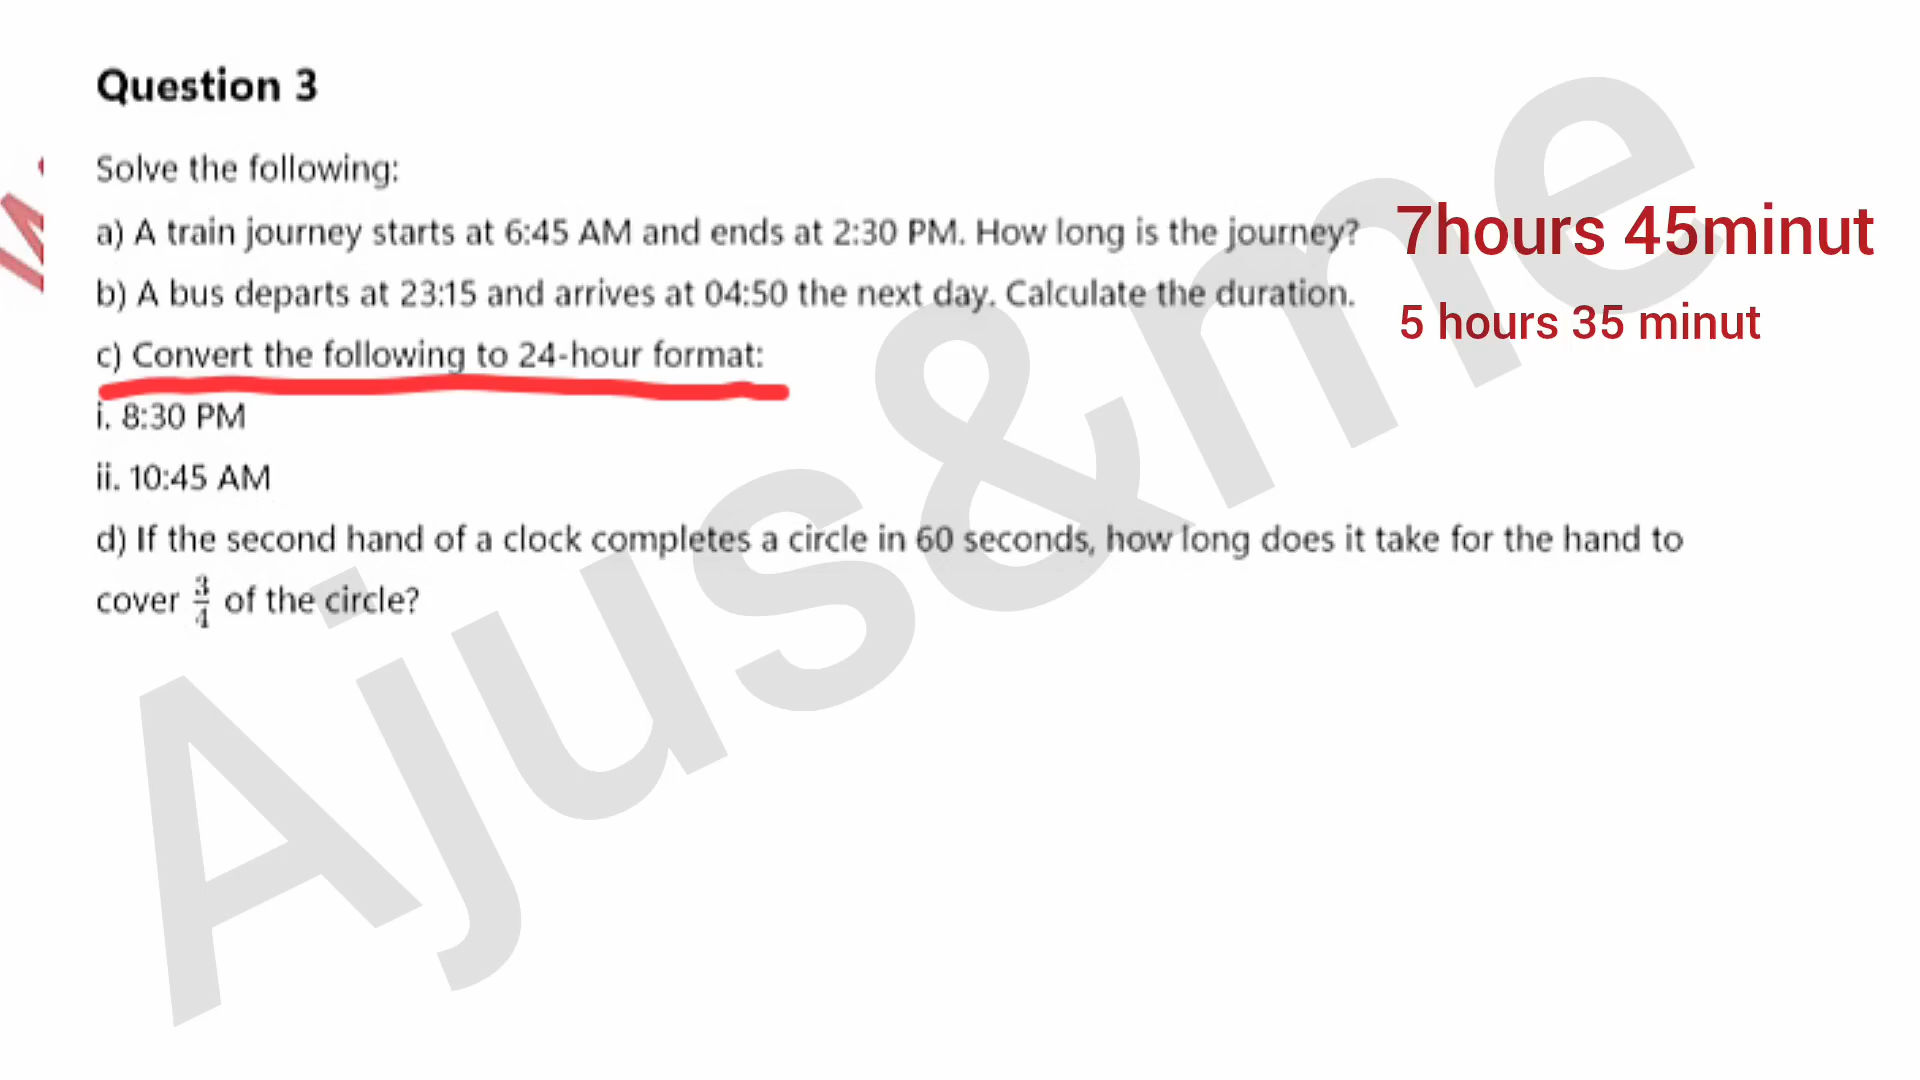 Question 3
Solve the following:
a) A train journey starts at 6:45 AM and ends at 2:30 PM. How long is the journey? 7hours 45minut
b) A bus departs at 23:15 and arrives at 04:50 the next day. Calculate the duration. 5 hours 35 minut
c) Convert the following to 24-hour format:
i. 8:30 PM
ii. 10:45 AM
d) If the second hand of a clock completes a circle in 60 seconds, how long does it take for the hand to
cover 3/4 of the circle?
Ajus&me